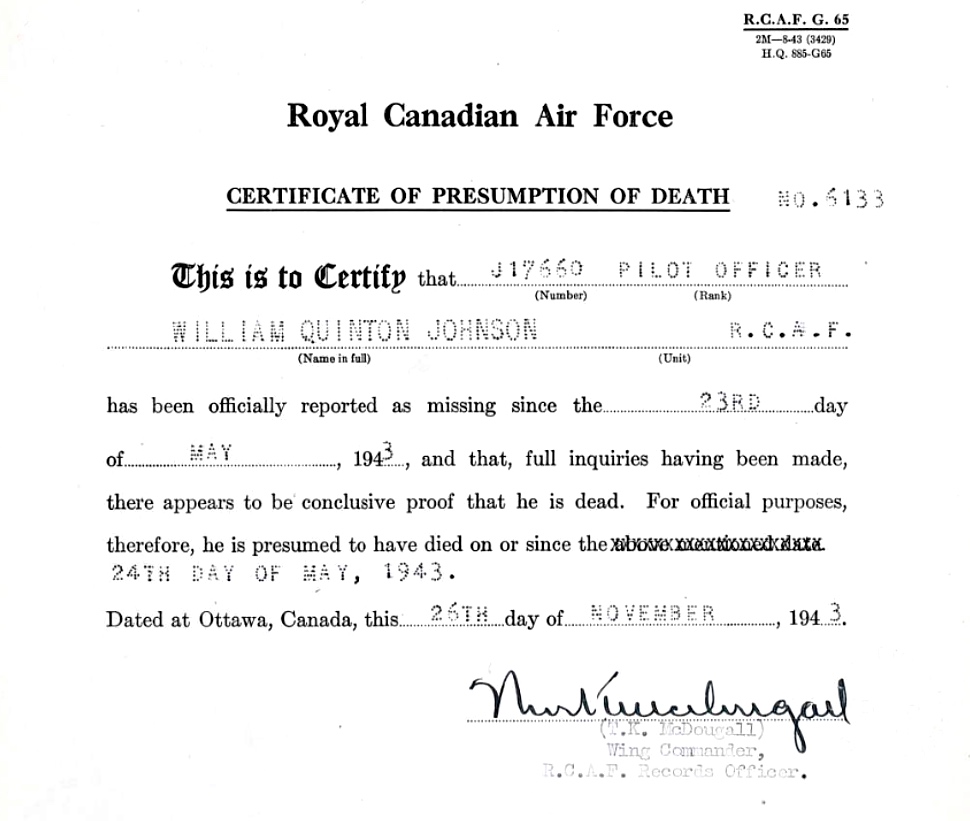 R.C.A.F. G. 65
2M—8-43 (3429)
H.Q. 885-G65
Royal Canadian Air Force
CERTIFICATE OF PRESUMPTION OF DEATH NO.6133
This is to Certify that J17660 PILOT OFFICER
(Number) (Rank)
WILLIAM QUINTON JOHNSON R.C.A.F.
(Name in full) (Unit)
has been officially reported as missing since the 23RD day
of MAY, 1943, and that, full inquiries having been made,
there appears to be conclusive proof that he is dead. For official purposes,
therefore, he is presumed to have died on or since the above mentioned date.
24TH DAY OF MAY, 1943.
Dated at Ottawa, Canada, this 26TH day of NOVEMBER, 1943.
(T.K. McDougall)
Wing Commander,
R.C.A.F. Records Officer.